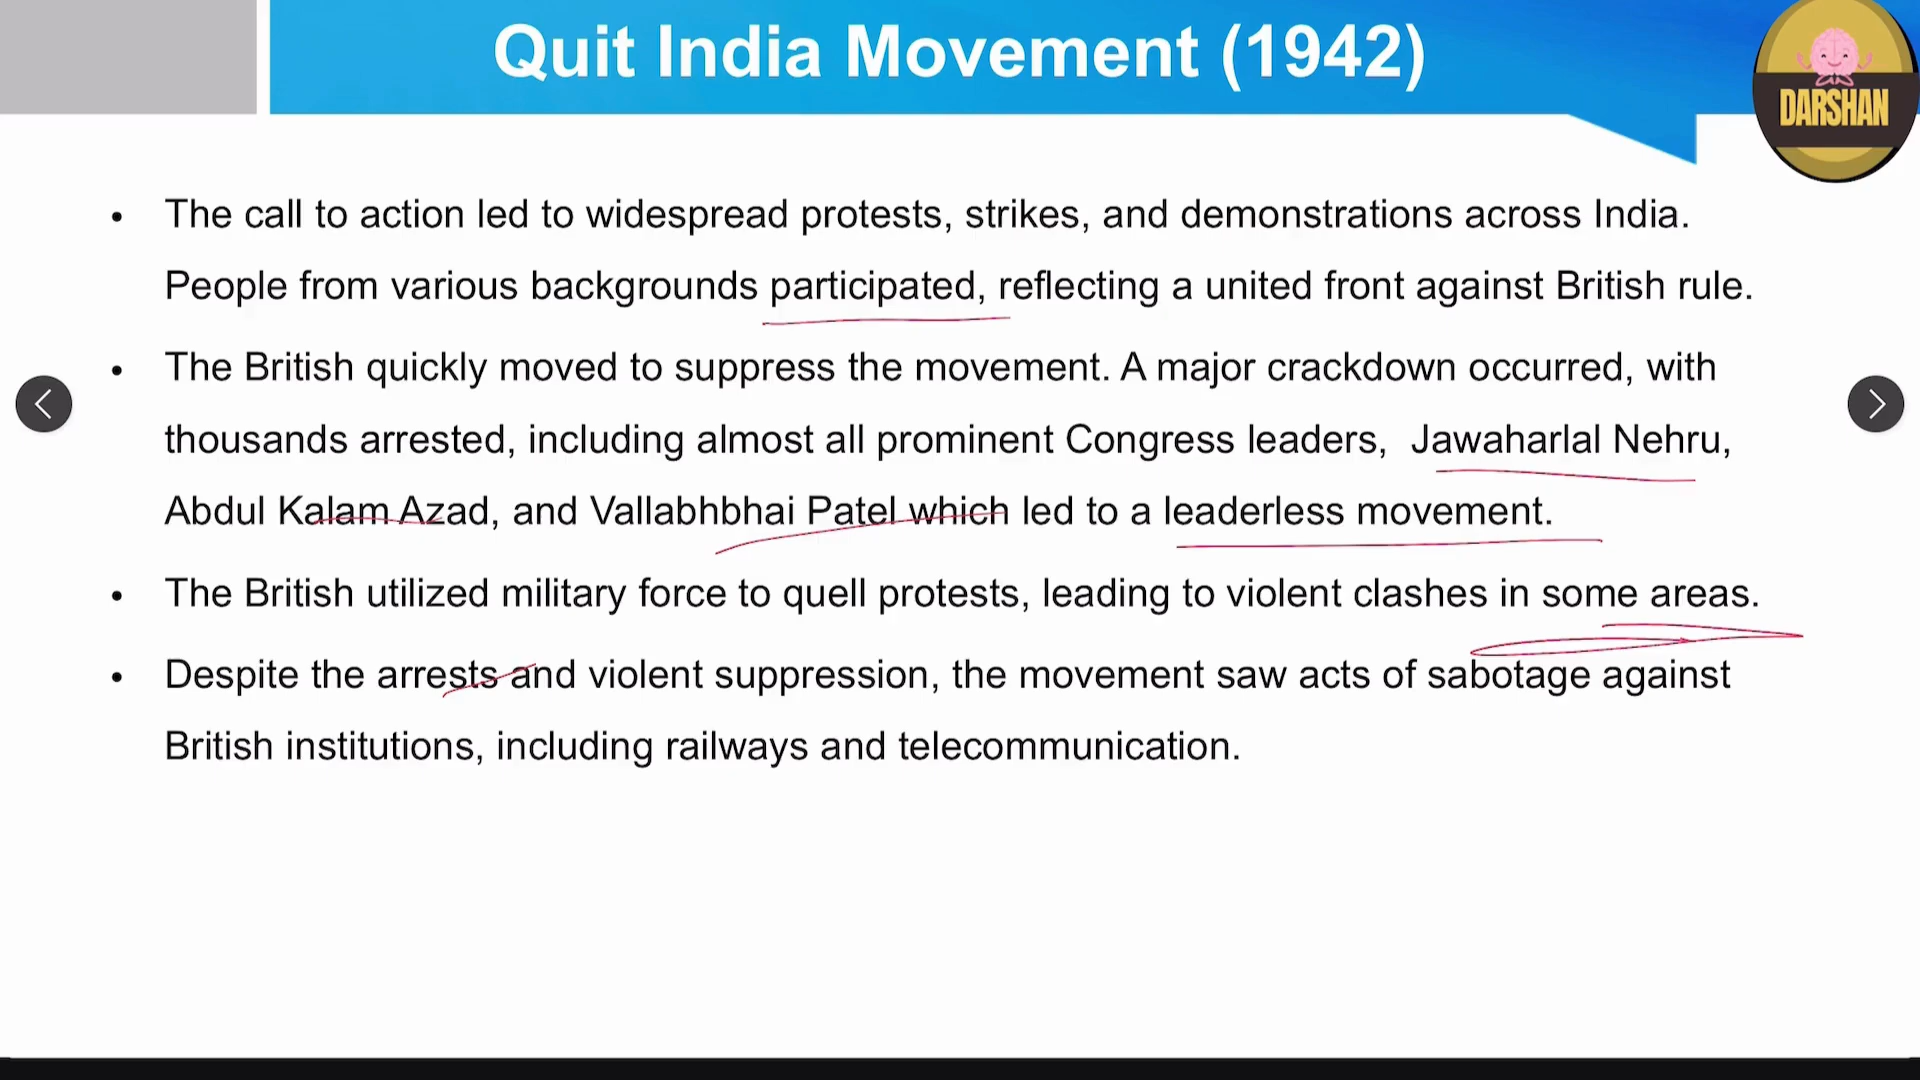 Quit India Movement (1942)
DARSHAN
• The call to action led to widespread protests, strikes, and demonstrations across India.
People from various backgrounds participated, reflecting a united front against British rule.
• The British quickly moved to suppress the movement. A major crackdown occurred, with
thousands arrested, including almost all prominent Congress leaders, Jawaharlal Nehru,
Abdul Kalam Azad, and Vallabhbhai Patel which led to a leaderless movement.
• The British utilized military force to quell protests, leading to violent clashes in some areas.
• Despite the arrests and violent suppression, the movement saw acts of sabotage against
British institutions, including railways and telecommunication.